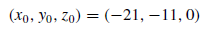 (x₀, y₀, z₀) = (−21, −11, 0)